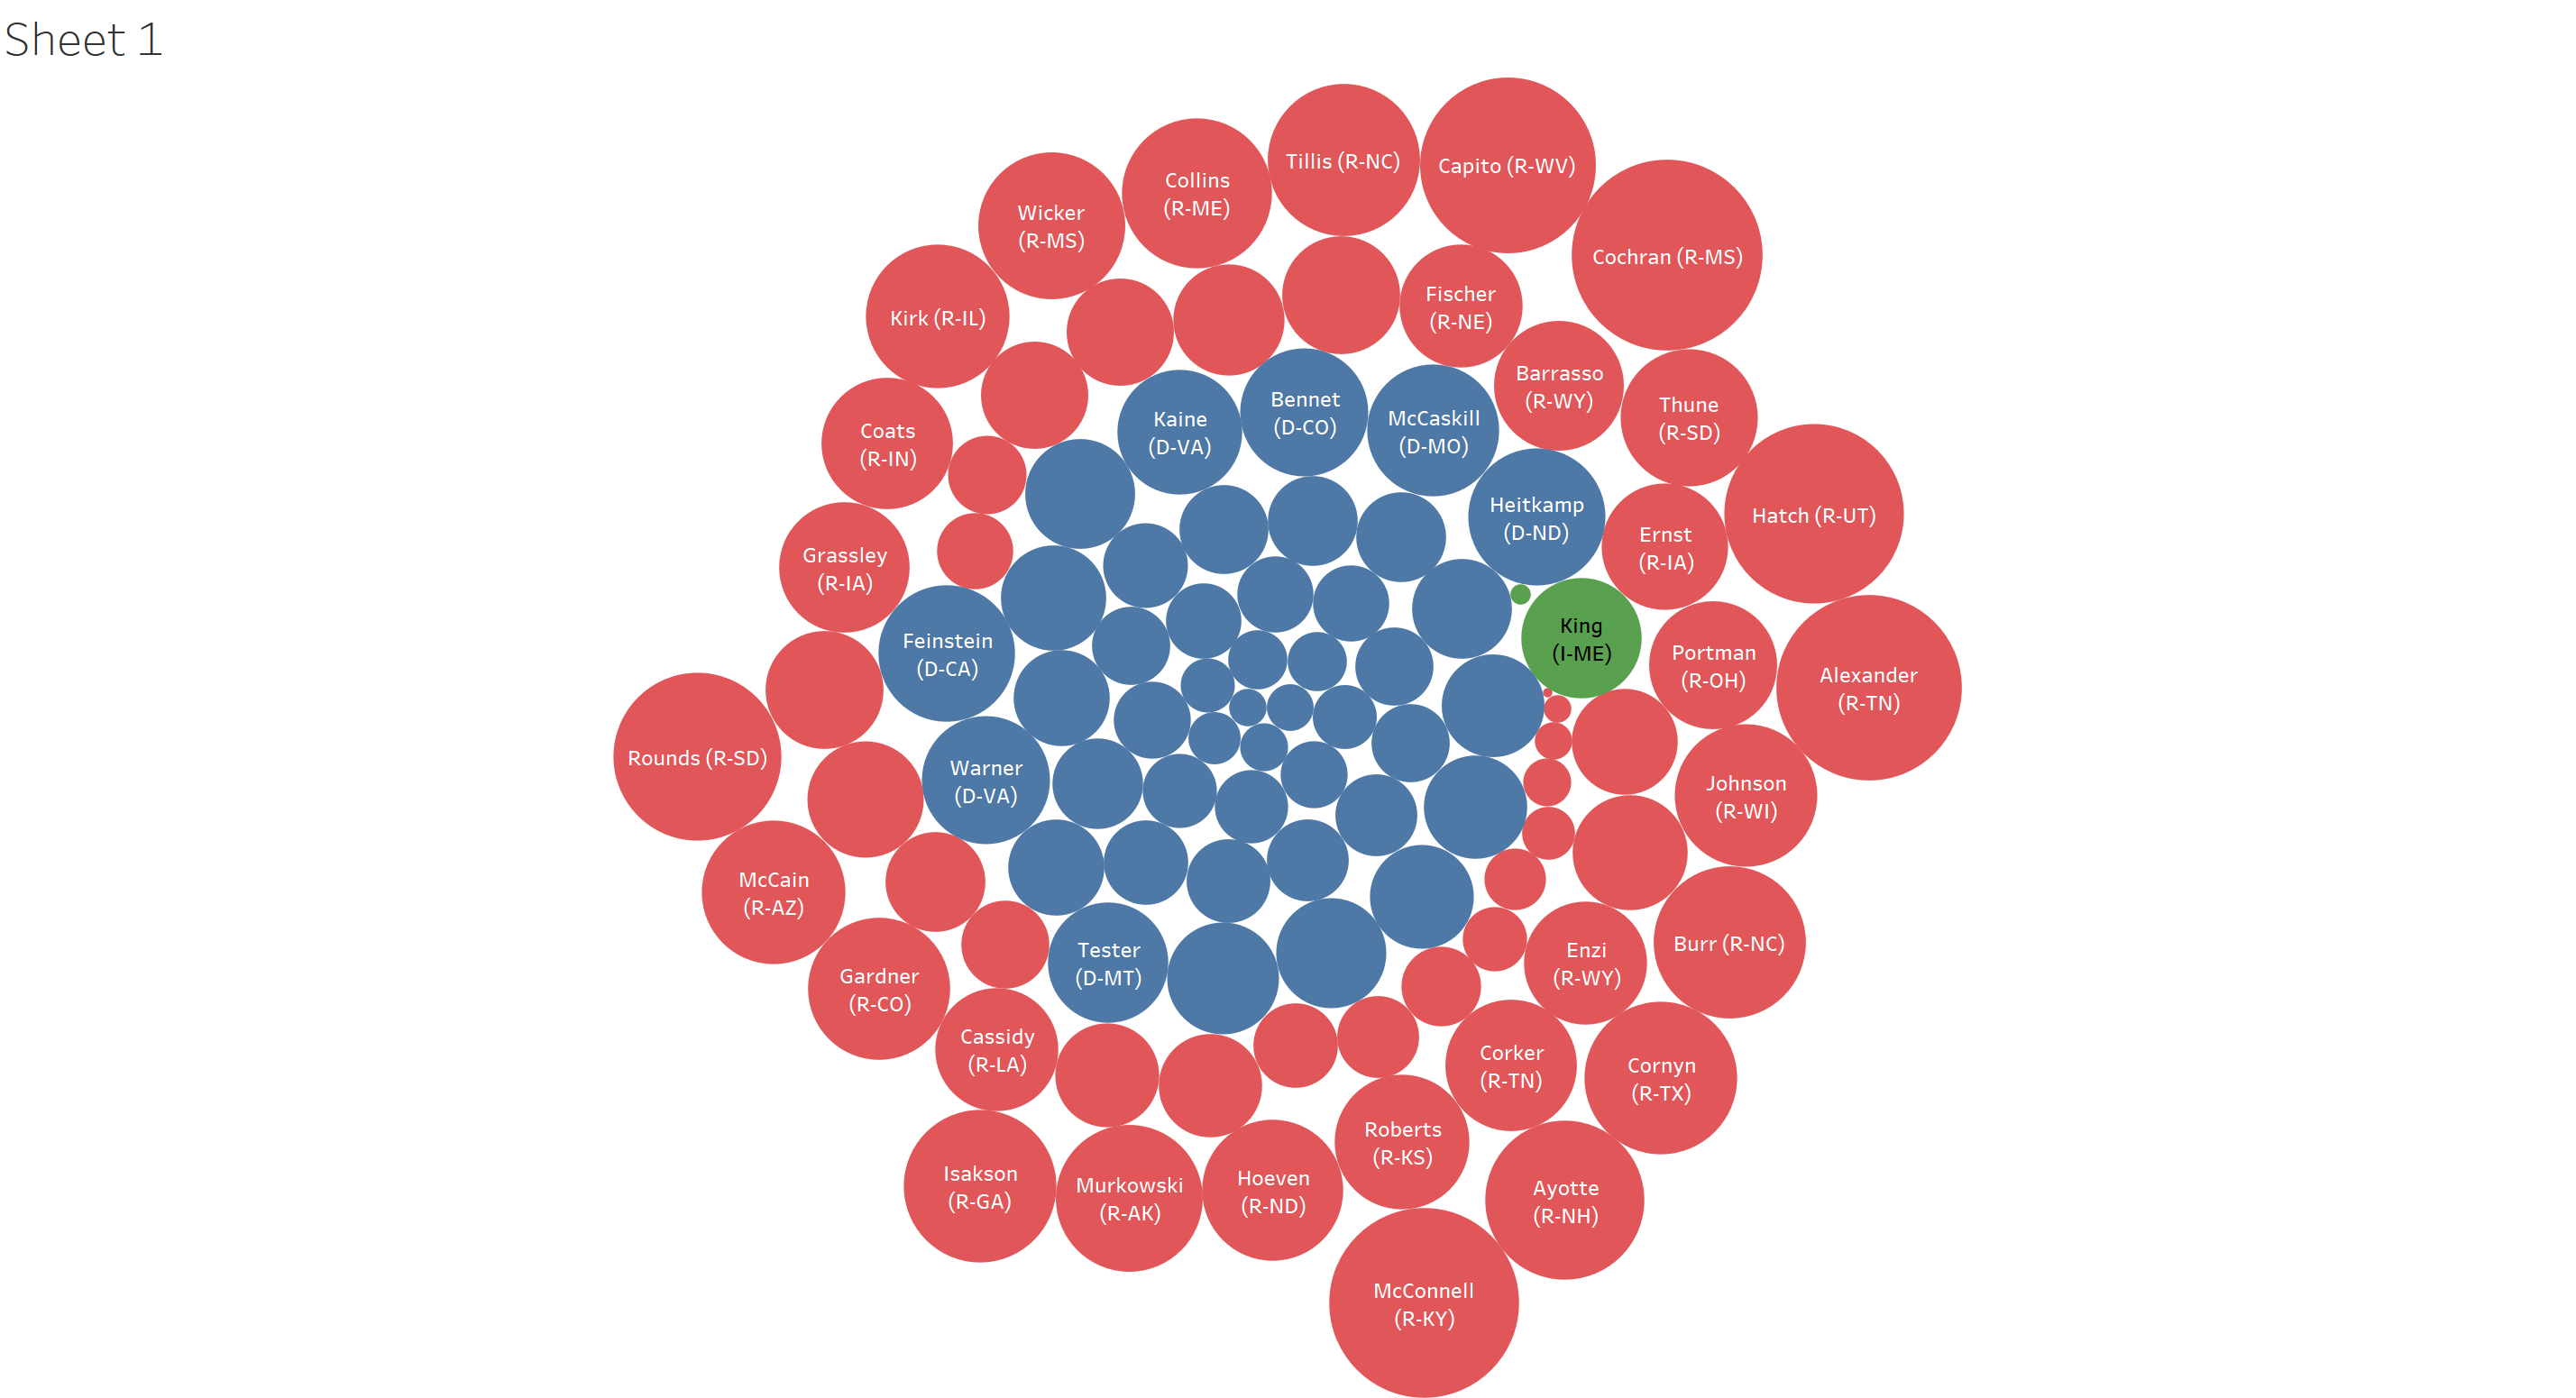 Sheet 1
Tillis (R-NC)
Capito (R-WV)
Collins
(R-ME)
Wicker
(R-MS)
Cochran (R-MS)
Kirk (R-IL)
Fischer
(R-NE)
Barrasso
(R-WY)
Thune
(R-SD)
Bennet
(D-CO)
Kaine
(D-VA)
McCaskill
(D-MO)
Coats
(R-IN)
Heitkamp
(D-ND)
Hatch (R-UT)
Ernst
(R-IA)
Grassley
(R-IA)
Feinstein
(D-CA)
King
(I-ME)
Portman
(R-OH)
Alexander
(R-TN)
Rounds (R-SD)
Warner
(D-VA)
Johnson
(R-WI)
McCain
(R-AZ)
Burr (R-NC)
Enzi
(R-WY)
Tester
(D-MT)
Gardner
(R-CO)
Cassidy
(R-LA)
Corker
(R-TN)
Cornyn
(R-TX)
Roberts
(R-KS)
Isakson
(R-GA)
Murkowski
(R-AK)
Hoeven
(R-ND)
Ayotte
(R-NH)
McConnell
(R-KY)